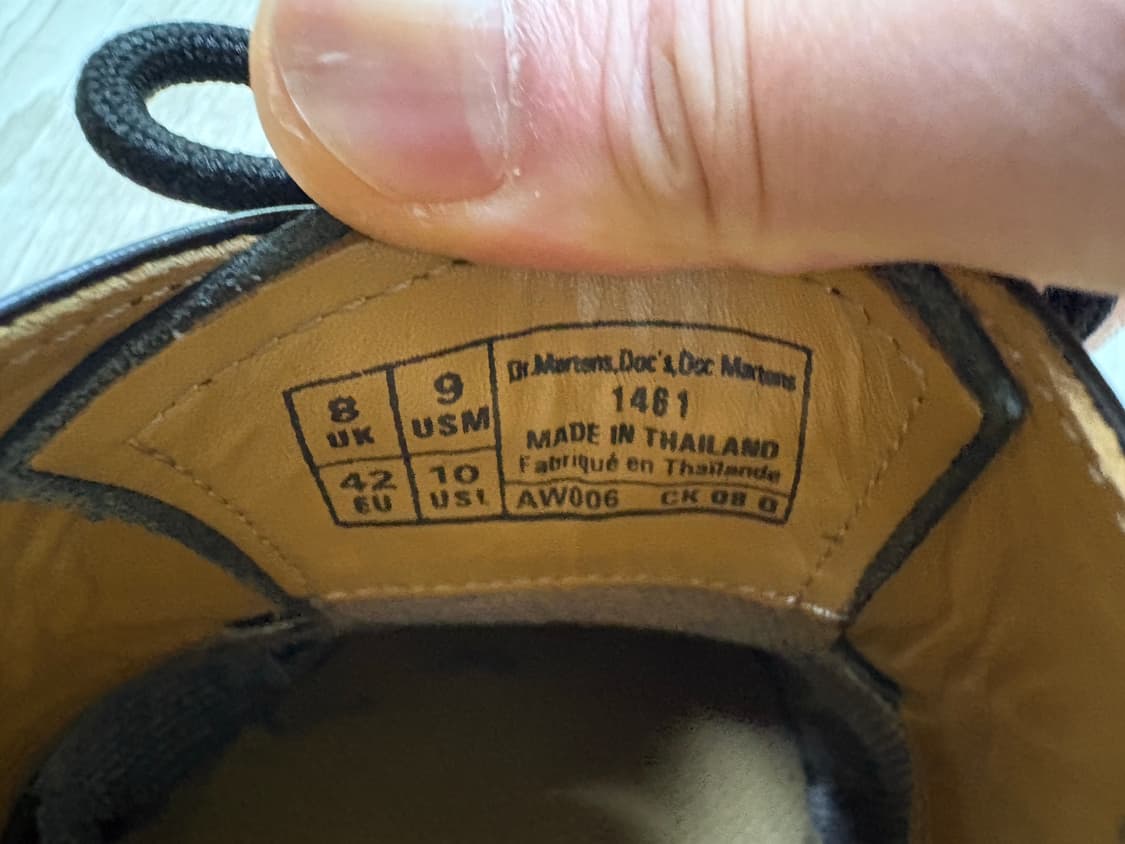 8
UK
9
USM
42
EU
10
USL
Dr.Martens,Doc's,Doc Martens
1461
MADE IN THAILAND
Fabriqué en Thaïlande
AW006 CK 08 O